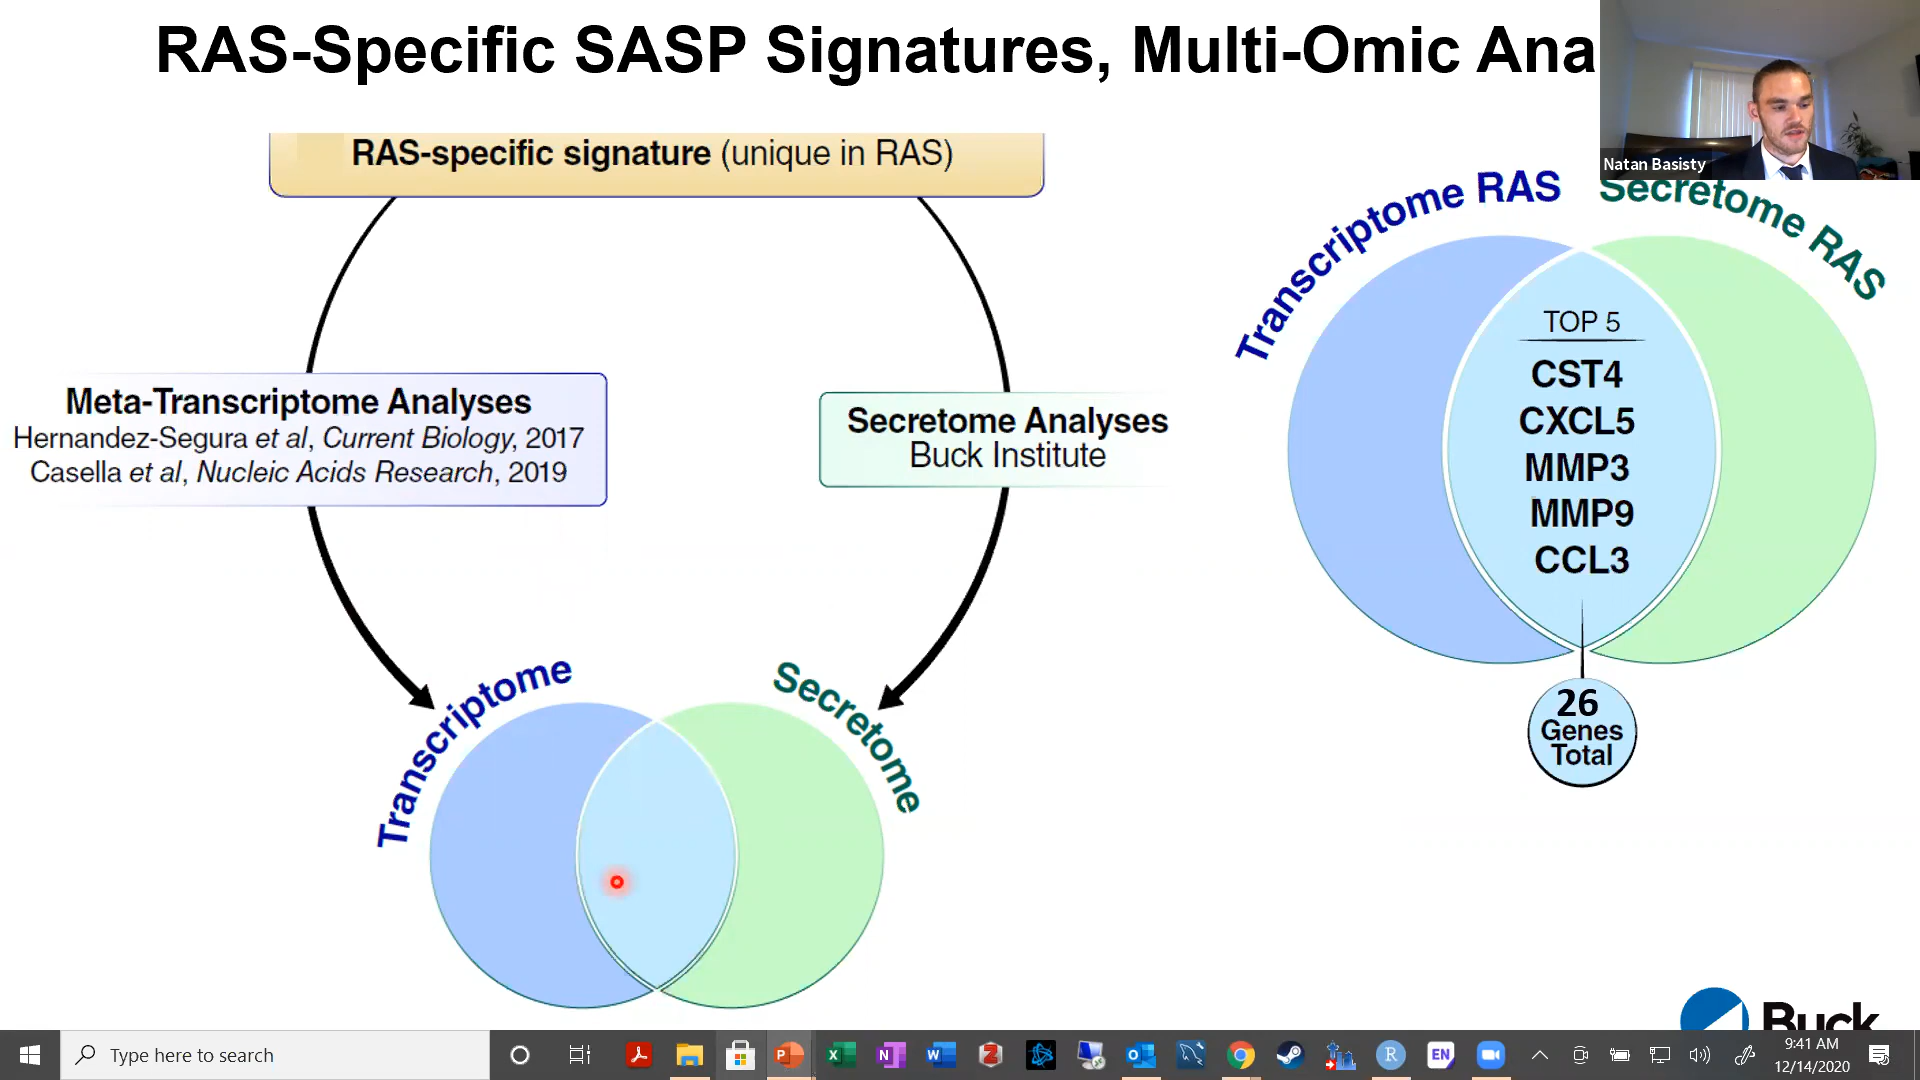 RAS-Specific SASP Signatures, Multi-Omic Ana
Natan Basisty
RAS-specific signature (unique in RAS)
Meta-Transcriptome Analyses
Hernandez-Segura et al, Current Biology, 2017
Casella et al, Nucleic Acids Research, 2019
Secretome Analyses
Buck Institute
Transcriptome
Secretome
Transcriptome RAS
Secretome RAS
TOP 5
CST4
CXCL5
MMP3
MMP9
CCL3
26
Genes
Total
Buck
Type here to search
EN
9:41 AM
12/14/2020